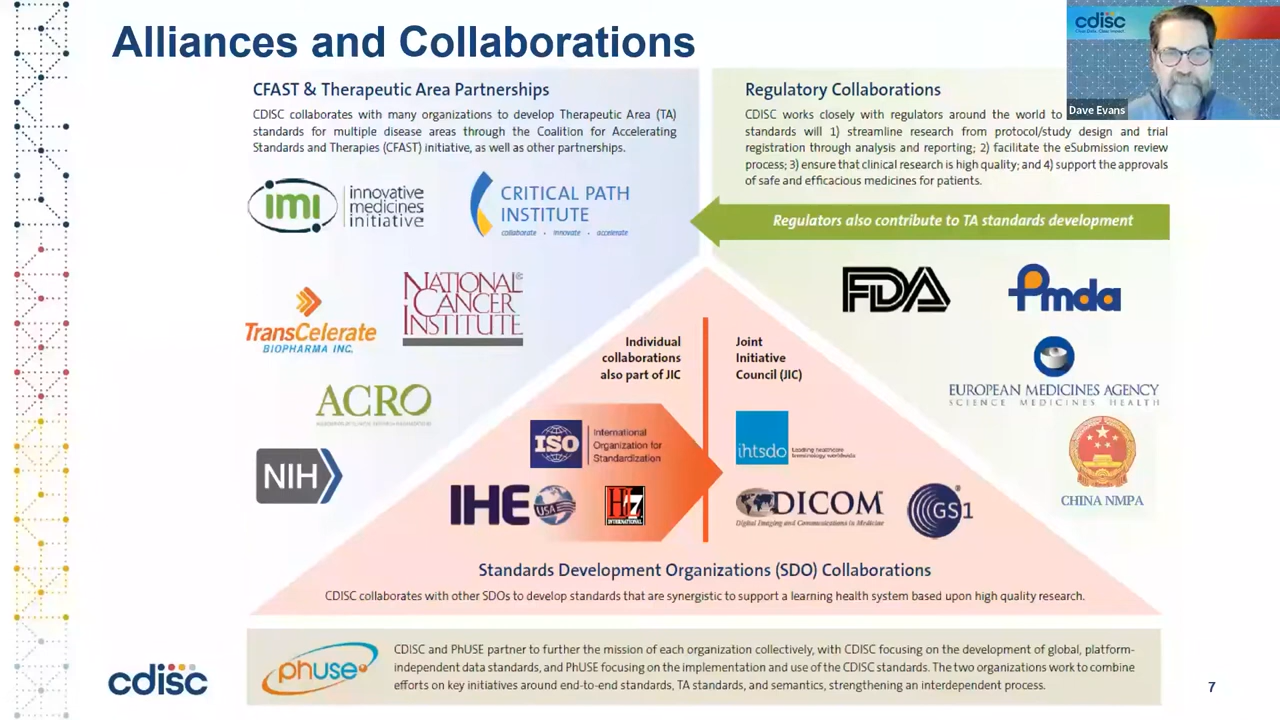 Alliances and Collaborations
cdisc
Dave Evans
CFAST & Therapeutic Area Partnerships
CDISC collaborates with many organizations to develop Therapeutic Area (TA)
standards for multiple disease areas through the Coalition for Accelerating
Standards and Therapies (CFAST) initiative, as well as other partnerships.
imi
innovative
medicines
initiative
CRITICAL PATH
INSTITUTE
collaborate • innovate • accelerate
TransCelerate
BIOPHARMA INC.
NATIONAL
CANCER
INSTITUTE
ACRO
NIH
Regulatory Collaborations
CDISC works closely with regulators around the world to
standards will 1) streamline research from protocol/study design and trial
registration through analysis and reporting; 2) facilitate the eSubmission review
process; 3) ensure that clinical research is high quality; and 4) support the approvals
of safe and efficacious medicines for patients.
Regulators also contribute to TA standards development
FDA
Pmda
EUROPEAN MEDICINES AGENCY
SCIENCE MEDICINES HEALTH
CHINA NMPA
Individual
collaborations
also part of JIC
Joint
Initiative
Council (JIC)
ISO
International
Organization for
Standardization
IHE USA
HL7
INTERNATIONAL
ihtsdo
Leading healthcare
terminology worldwide
DICOM
Digital Imaging and Communications in Medicine
GS1
Standards Development Organizations (SDO) Collaborations
CDISC collaborates with other SDOs to develop standards that are synergistic to support a learning health system based upon high quality research.
phuse
CDISC and PhUSE partner to further the mission of each organization collectively, with CDISC focusing on the development of global, platform-
independent data standards, and PhUSE focusing on the implementation and use of the CDISC standards. The two organizations work to combine
efforts on key initiatives around end-to-end standards, TA standards, and semantics, strengthening an interdependent process.
cdisc
7